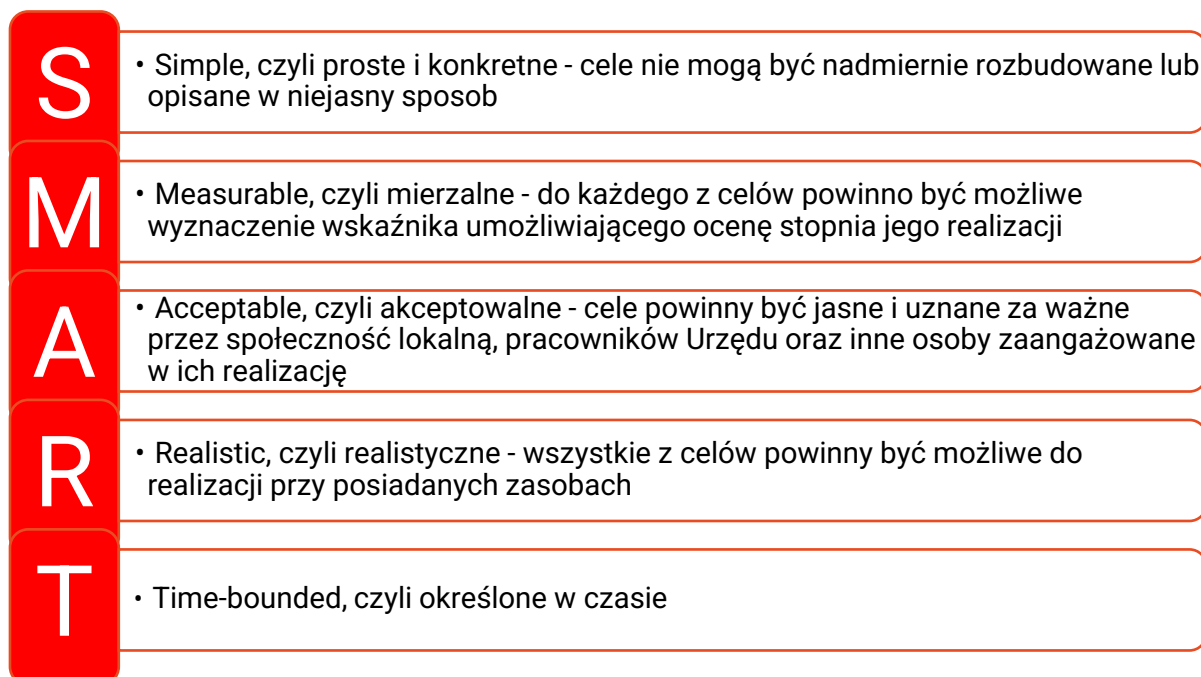 S
• Simple, czyli proste i konkretne - cele nie mogą być nadmiernie rozbudowane lub
opisane w niejasny sposob
M
• Measurable, czyli mierzalne - do każdego z celów powinno być możliwe
wyznaczenie wskaźnika umożliwiającego ocenę stopnia jego realizacji
A
• Acceptable, czyli akceptowalne - cele powinny być jasne i uznane za ważne
przez społeczność lokalną, pracowników Urzędu oraz inne osoby zaangażowane
w ich realizację
R
• Realistic, czyli realistyczne - wszystkie z celów powinny być możliwe do
realizacji przy posiadanych zasobach
T
• Time-bounded, czyli określone w czasie